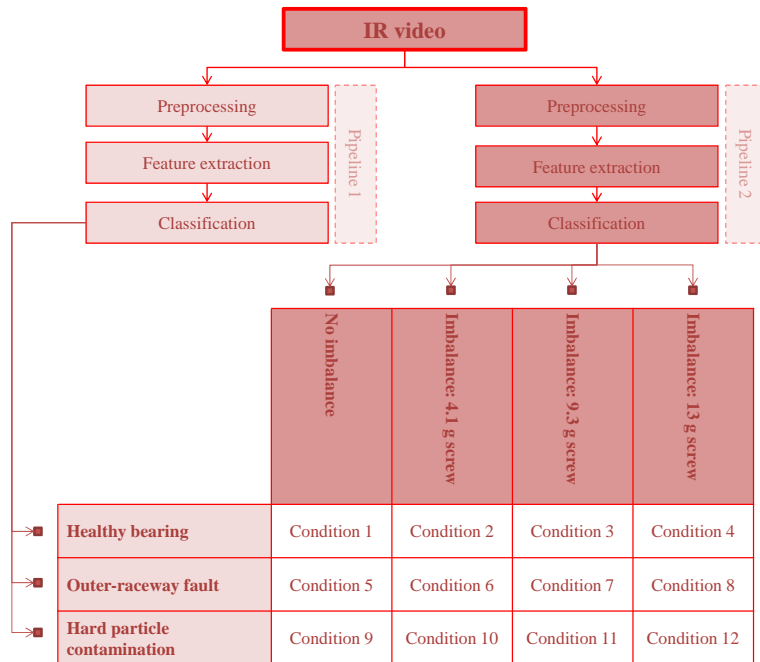 IR video
Preprocessing
Feature extraction
Classification
Pipeline 1
Preprocessing
Feature extraction
Classification
Pipeline 2
No imbalance
Imbalance: 4.1 g screw
Imbalance: 9.3 g screw
Imbalance: 13 g screw
Healthy bearing
Condition 1
Condition 2
Condition 3
Condition 4
Outer-raceway fault
Condition 5
Condition 6
Condition 7
Condition 8
Hard particle
contamination
Condition 9
Condition 10
Condition 11
Condition 12